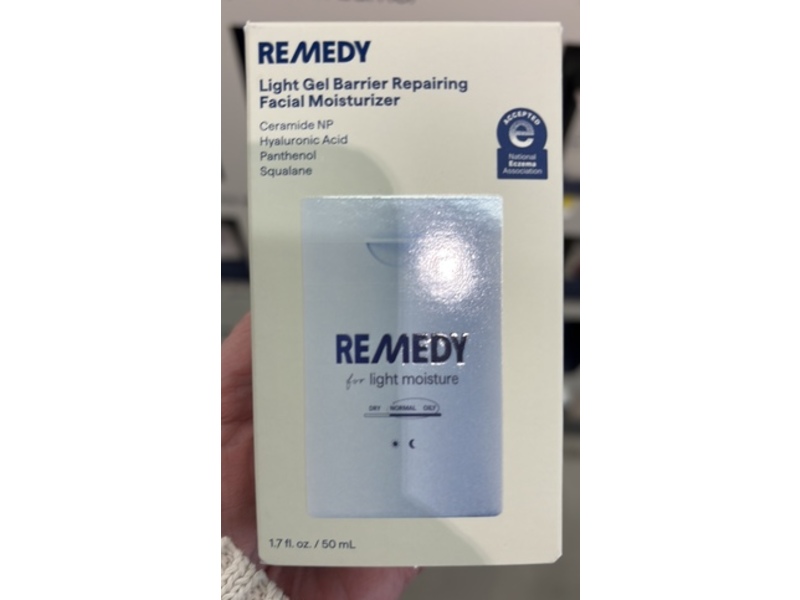 REMEDY
Light Gel Barrier Repairing
Facial Moisturizer
Ceramide NP
Hyaluronic Acid
Panthenol
Squalane
ACCEPTED
e
National
Eczema
Association
REMEDY
for light moisture
DRY NORMAL OILY
1.7 fl. oz. / 50 mL